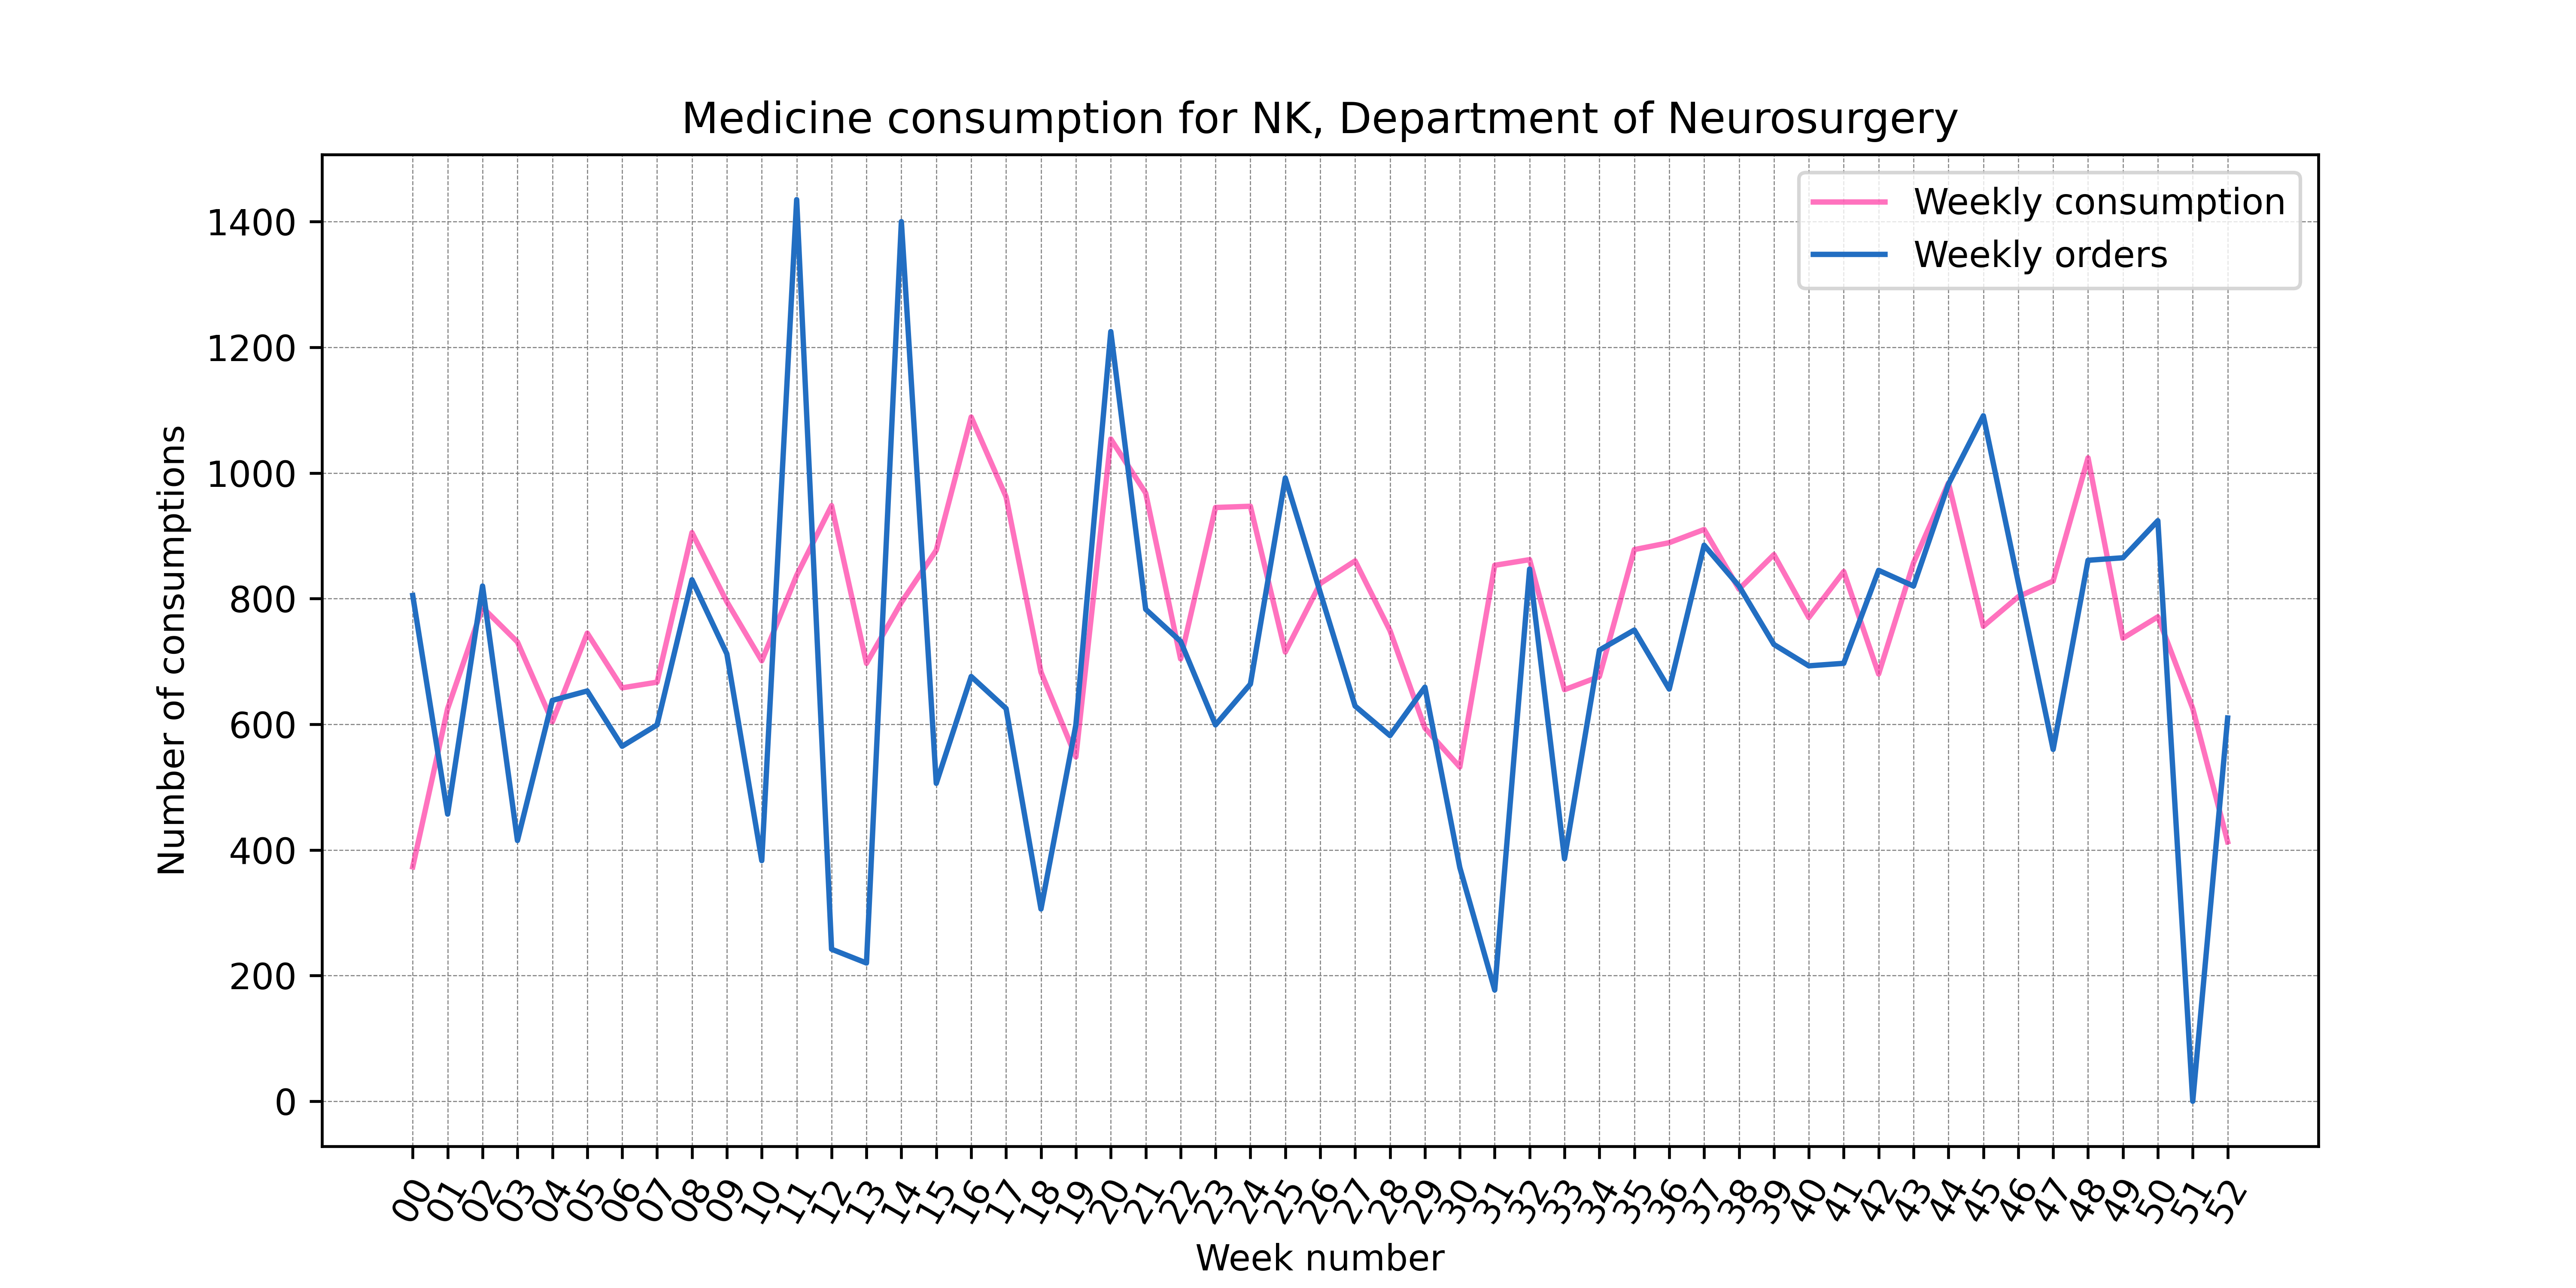 Medicine consumption for NK, Department of Neurosurgery
Weekly consumption
Weekly orders
Number of consumptions
1400
1200
1000
800
600
400
200
0
00 01 02 03 04 05 06 07 08 09 10 11 12 13 14 15 16 17 18 19 20 21 22 23 24 25 26 27 28 29 30 31 32 33 34 35 36 37 38 39 40 41 42 43 44 45 46 47 48 49 50 51 52
Week number